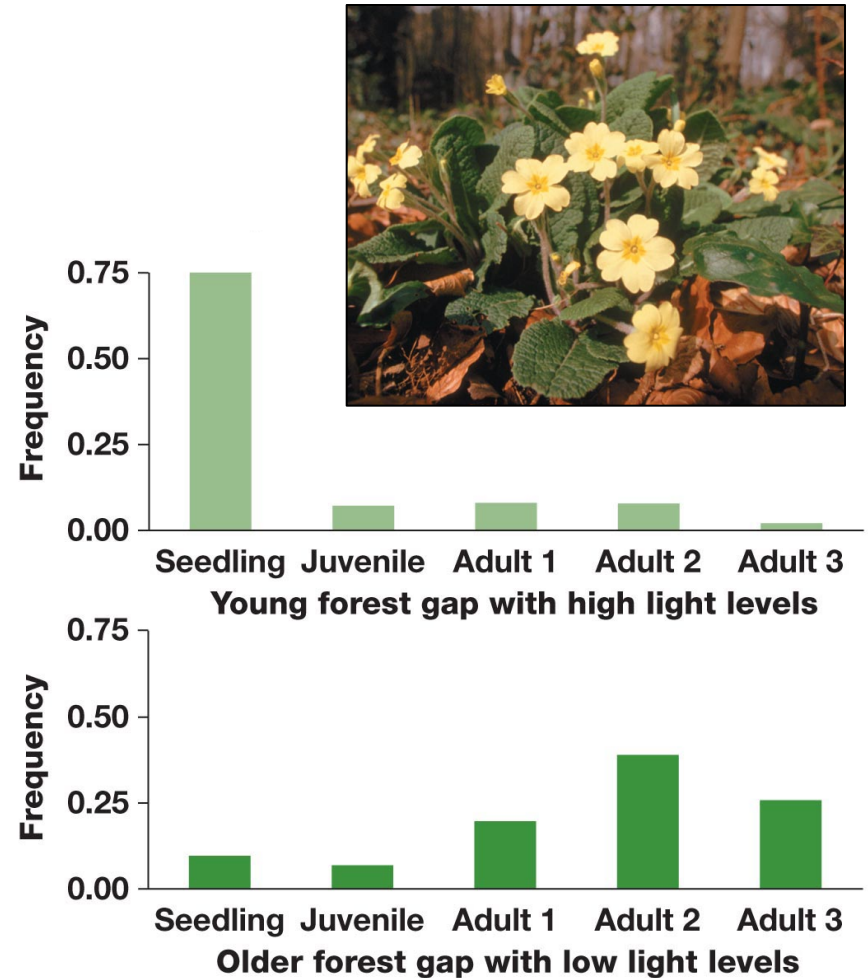 Frequency
0.75
0.50
0.25
0.00
Seedling Juvenile Adult 1 Adult 2 Adult 3
Young forest gap with high light levels
Frequency
0.75
0.50
0.25
0.00
Seedling Juvenile Adult 1 Adult 2 Adult 3
Older forest gap with low light levels